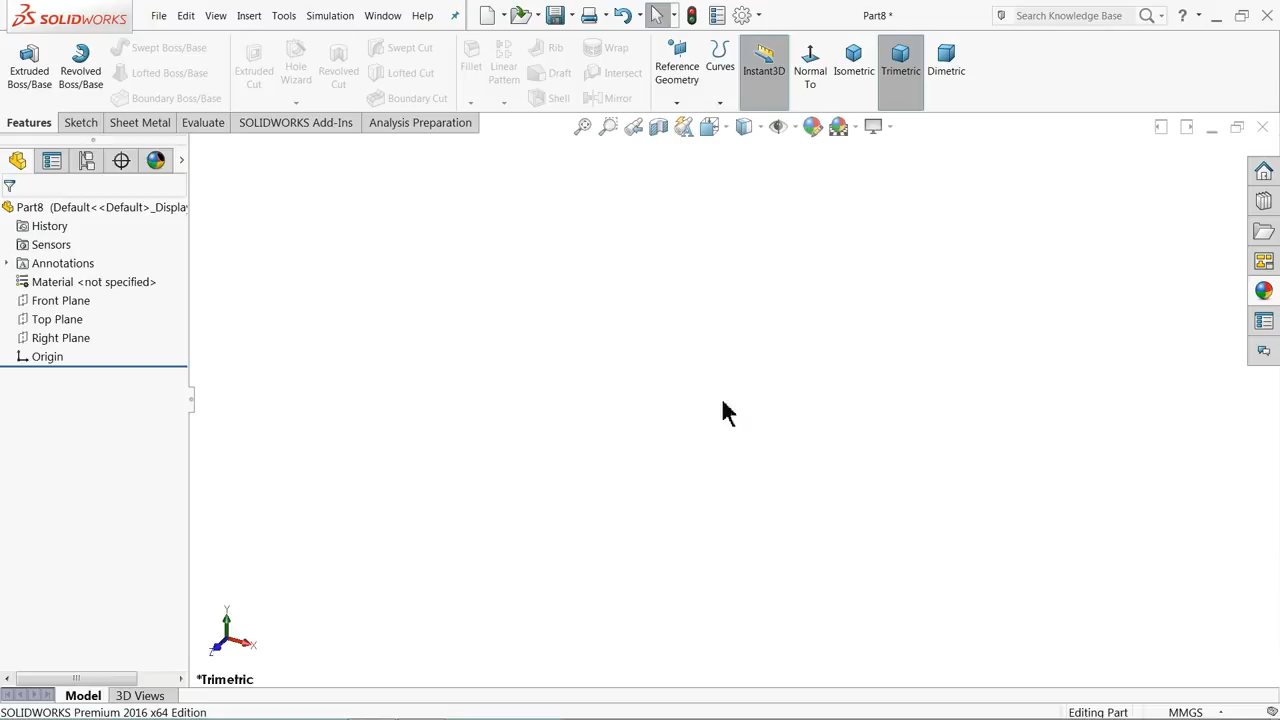 SOLIDWORKS
File Edit View Insert Tools Simulation Window Help
Part8 *
Search Knowledge Base
Extruded Boss/Base
Revolved Boss/Base
Swept Boss/Base
Lofted Boss/Base
Boundary Boss/Base
Extruded Cut
Hole Wizard
Revolved Cut
Swept Cut
Lofted Cut
Boundary Cut
Fillet
Linear Pattern
Rib
Draft
Shell
Wrap
Intersect
Mirror
Reference Geometry
Curves
Instant3D
Normal To
Isometric
Trimetric
Dimetric
Features Sketch Sheet Metal Evaluate SOLIDWORKS Add-Ins Analysis Preparation
Part8 (Default<<Default>_Display
History
Sensors
Annotations
Material <not specified>
Front Plane
Top Plane
Right Plane
Origin
Y
X
Z
*Trimetric
Model 3D Views
SOLIDWORKS Premium 2016 x64 Edition
Editing Part
MMGS